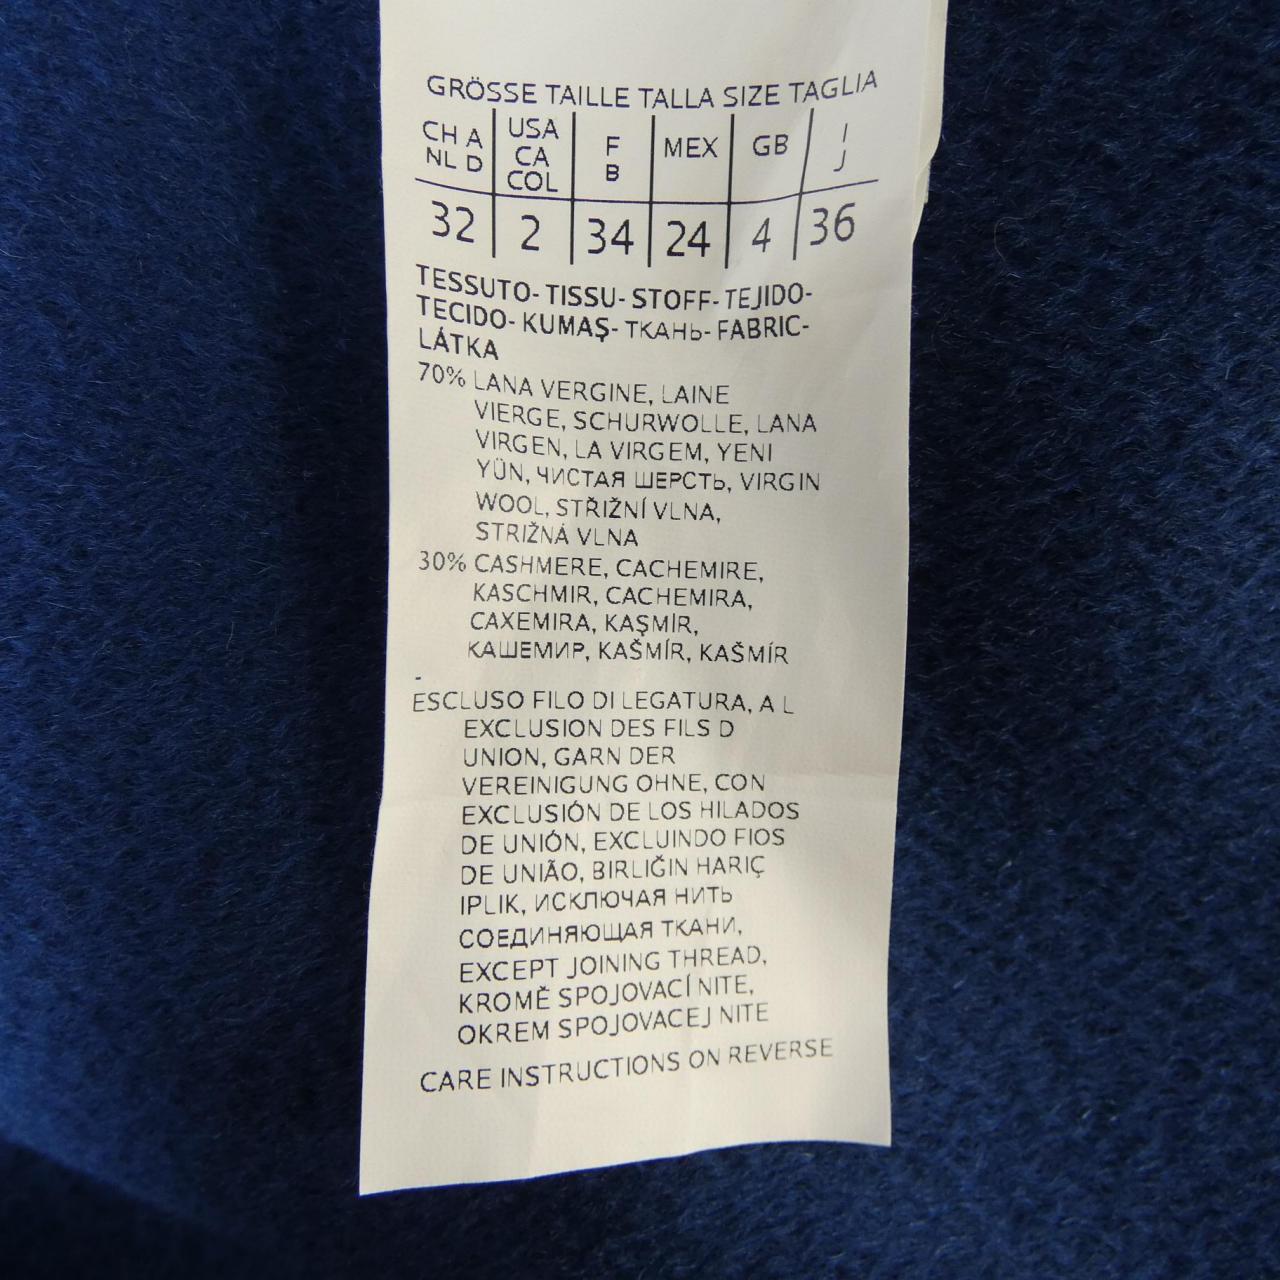 GRÖSSE TAILLE TALLA SIZE TAGLIA
CH A NL D | USA CA COL | F B | MEX | GB | I J
32 | 2 | 34 | 24 | 4 | 36
TESSUTO- TISSU- STOFF- TEJIDO-
TECIDO- KUMAŞ- ТКАНЬ- FABRIC-
LÁTKA
70% LANA VERGINE, LAINE
VIERGE, SCHURWOLLE, LANA
VIRGEN, LA VIRGEM, YENI
YÜN, ЧИСТАЯ ШЕРСТЬ, VIRGIN
WOOL, STŘIŽNÍ VLNA,
STRIŽNÁ VLNA
30% CASHMERE, CACHEMIRE,
KASCHMIR, CACHEMIRA,
CAXEMIRA, KAŞMİR,
КАШЕМИР, KAŠMÍR, KAŠMÍR
-
ESCLUSO FILO DI LEGATURA, A L
EXCLUSION DES FILS D
UNION, GARN DER
VEREINIGUNG OHNE, CON
EXCLUSIÓN DE LOS HILADOS
DE UNIÓN, EXCLUINDO FIOS
DE UNIÃO, BIRLIĞIN HARIÇ
IPLIK, ИСКЛЮЧАЯ НИТЬ
СОЕДИНЯЮЩАЯ ТКАНИ,
EXCEPT JOINING THREAD,
KROMĚ SPOJOVACÍ NITE,
OKREM SPOJOVACEJ NITE
CARE INSTRUCTIONS ON REVERSE